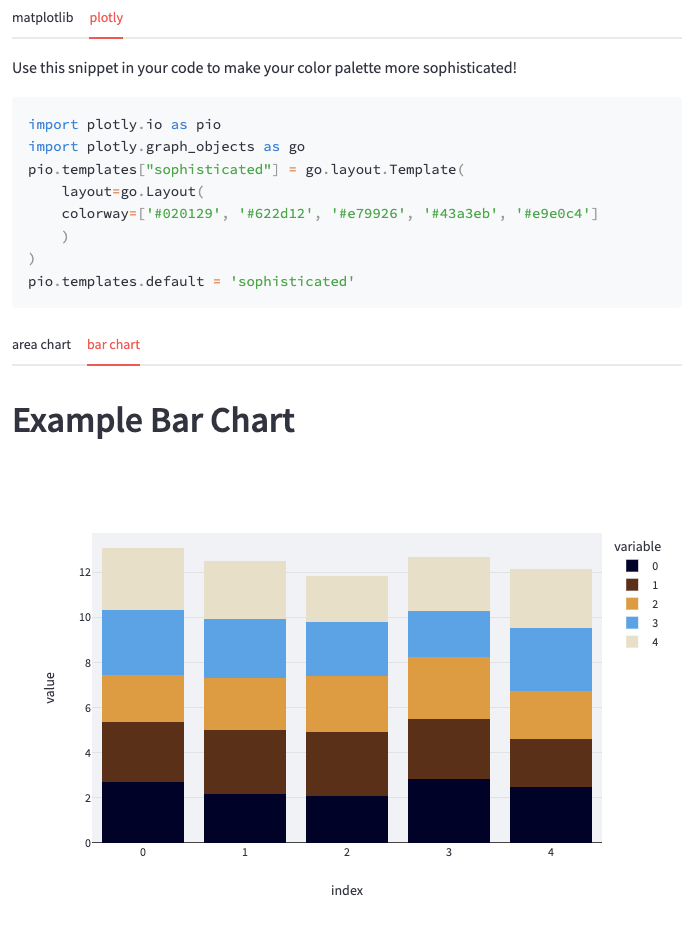 matplotlib plotly
Use this snippet in your code to make your color palette more sophisticated!
import plotly.io as pio
import plotly.graph_objects as go
pio.templates["sophisticated"] = go.layout.Template(
    layout=go.Layout(
    colorway=['#020129', '#622d12', '#e79926', '#43a3eb', '#e9e0c4']
    )
)
pio.templates.default = 'sophisticated'
area chart bar chart
Example Bar Chart
variable
0
1
2
3
4
12
10
8
6
4
2
0
value
0 1 2 3 4
index